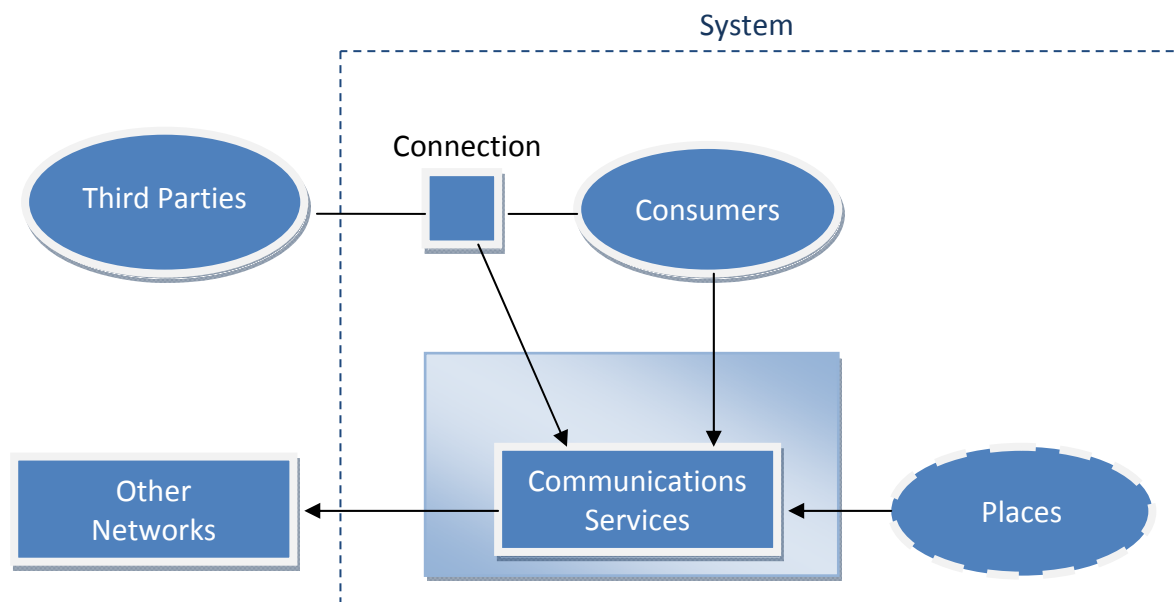 System
Connection
Third Parties
Consumers
Communications
Services
Other
Networks
Places